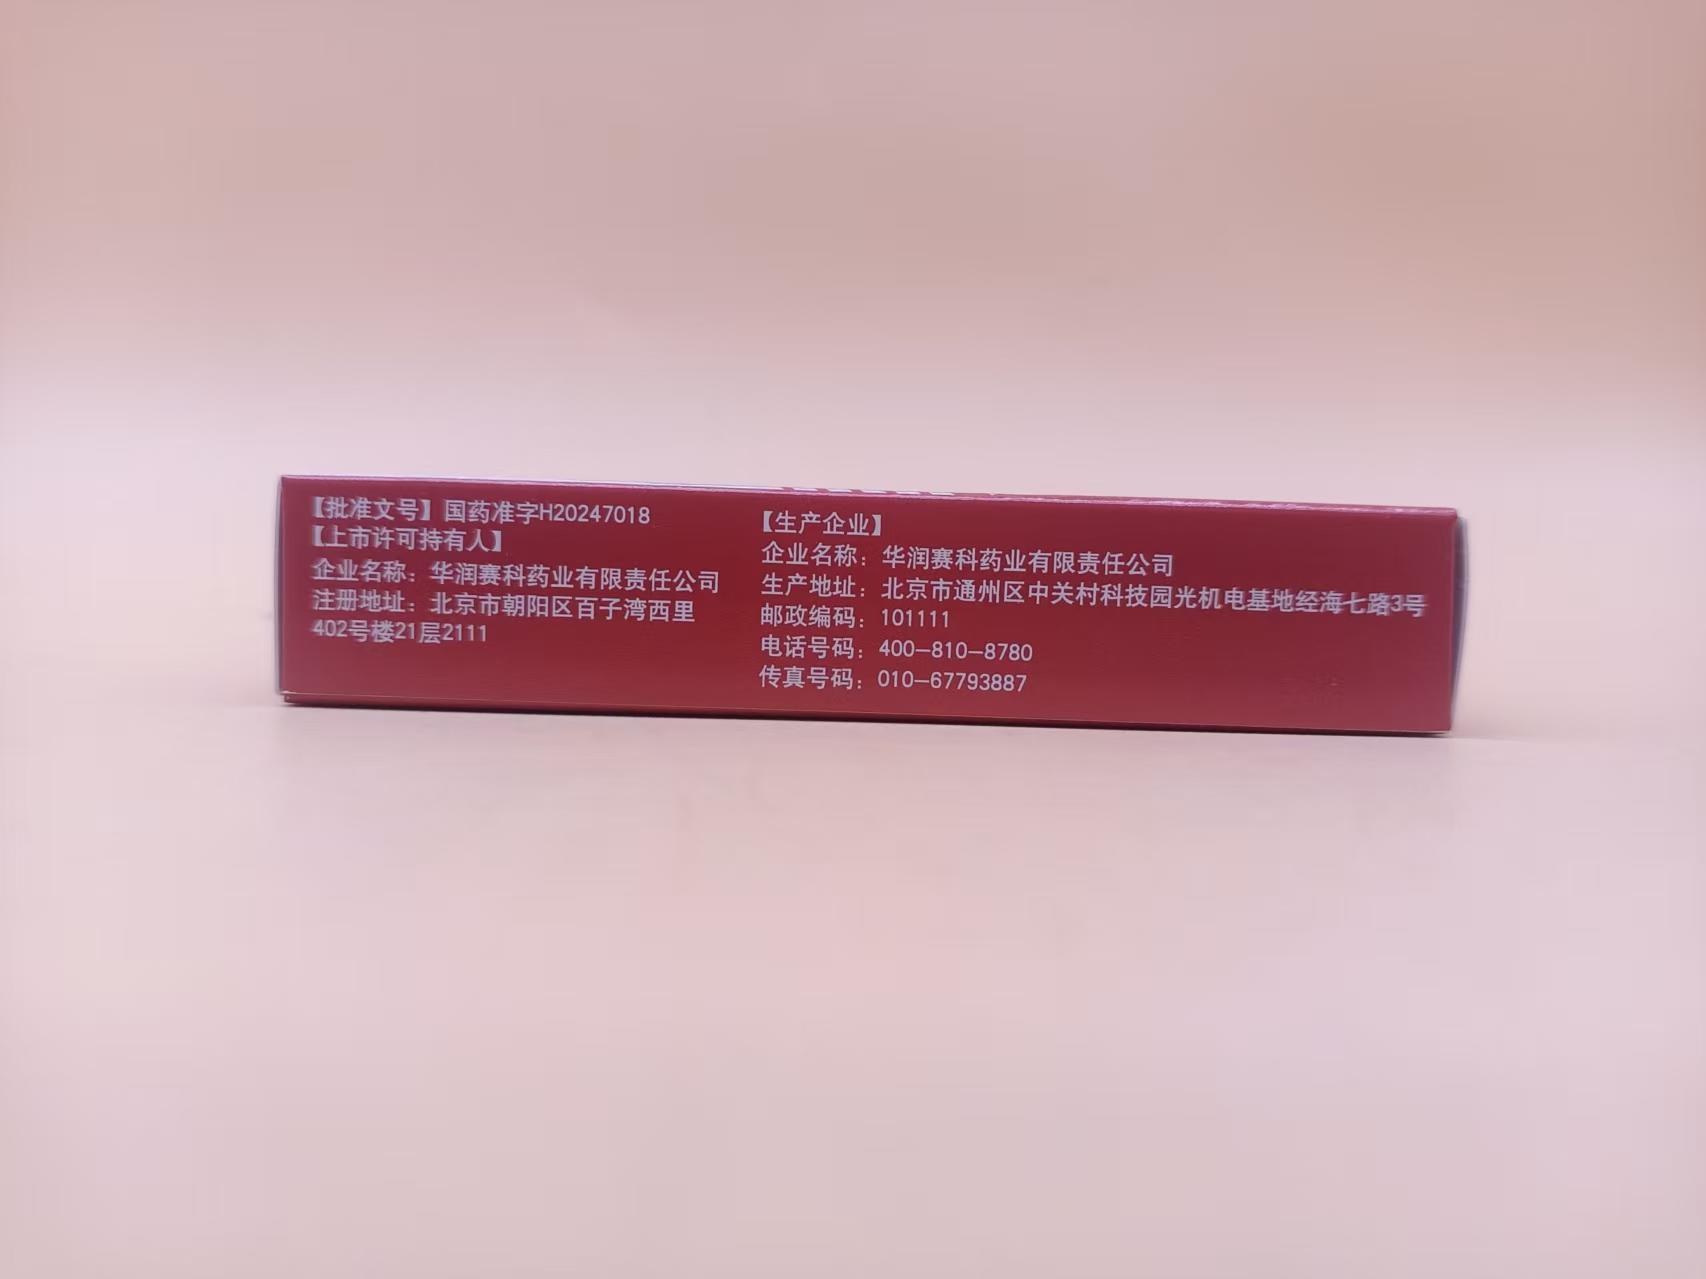 【批准文号】国药准字H20247018
【上市许可持有人】
企业名称：华润赛科药业有限责任公司
注册地址：北京市朝阳区百子湾西里
402号楼21层2111
【生产企业】
企业名称：华润赛科药业有限责任公司
生产地址：北京市通州区中关村科技园光机电基地经海七路3号
邮政编码：101111
电话号码：400-810-8780
传真号码：010-67793887